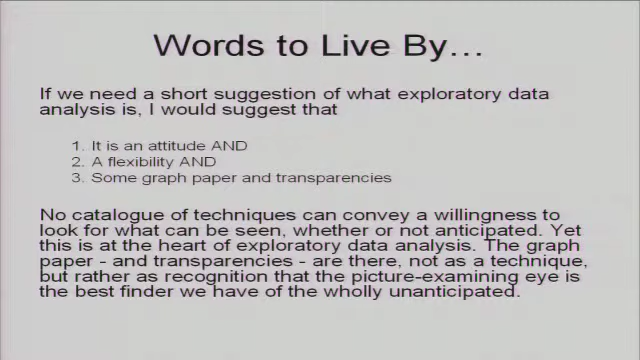 Words to Live By...
If we need a short suggestion of what exploratory data
analysis is, I would suggest that
1. It is an attitude AND
2. A flexibility AND
3. Some graph paper and transparencies
No catalogue of techniques can convey a willingness to
look for what can be seen, whether or not anticipated. Yet
this is at the heart of exploratory data analysis. The graph
paper - and transparencies - are there, not as a technique,
but rather as recognition that the picture-examining eye is
the best finder we have of the wholly unanticipated.